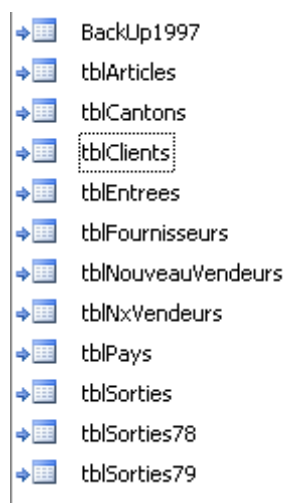 BackUp1997
tblArticles
tblCantons
tblClients
tblEntrees
tblFournisseurs
tblNouveauVendeurs
tblNxVendeurs
tblPays
tblSorties
tblSorties78
tblSorties79